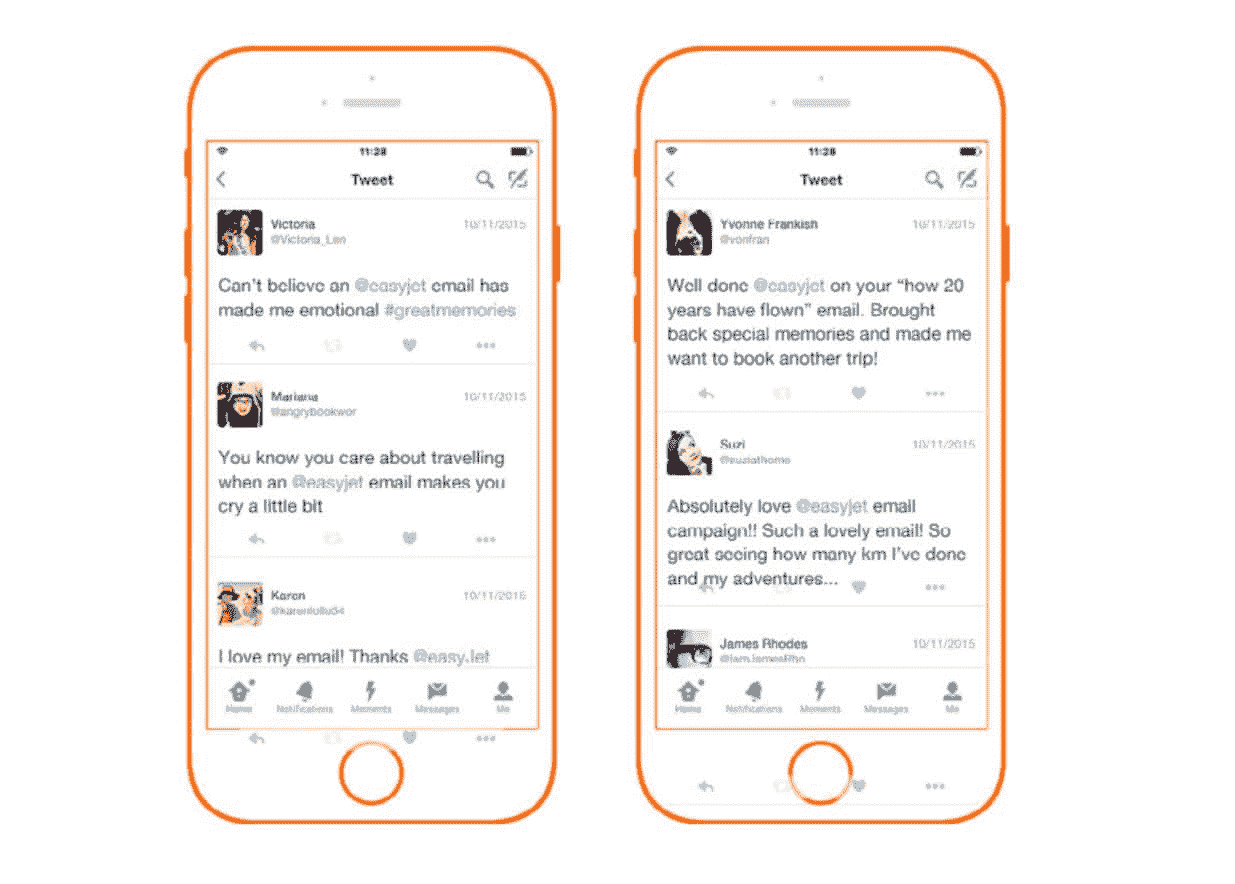 11:28
Tweet
Victoria
10/11/2015
@Victoria_Lan
Can't believe an @easyjet email has
made me emotional #greatmemories
Mariana
10/11/2015
@angrybookwor
You know you care about travelling
when an @easyjet email makes you
cry a little bit
Karen
10/11/2015
I love my email! Thanks @easyJet
Home
Notifications
Moments
Messages
Me
11:28
Tweet
Yvonne Frankish
10/11/2015
@vonfran
Well done @easyjet on your “how 20
years have flown” email. Brought
back special memories and made me
want to book another trip!
Suzi
10/11/2015
@suziathome
Absolutely love @easyjet email
campaign!! Such a lovely email! So
great seeing how many km I've done
and my adventures...
James Rhodes
10/11/2015
@iamjamesRho
Home
Notifications
Moments
Messages
Me